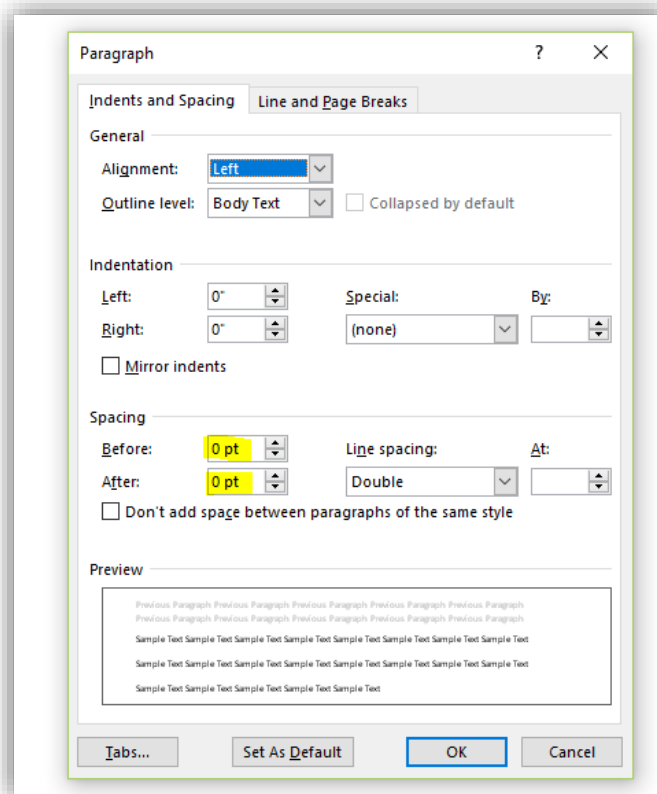 Paragraph ?
Indents and Spacing Line and Page Breaks
General
Alignment: Left
Outline level: Body Text Collapsed by default
Indentation
Left: 0" Special: By:
Right: 0" (none)
Mirror indents
Spacing
Before: 0 pt Line spacing: At:
After: 0 pt Double
Don't add space between paragraphs of the same style
Preview
Previous Paragraph Previous Paragraph Previous Paragraph Previous Paragraph Previous Paragraph
Previous Paragraph Previous Paragraph Previous Paragraph Previous Paragraph Previous Paragraph
Sample Text Sample Text Sample Text Sample Text Sample Text Sample Text Sample Text Sample Text
Sample Text Sample Text Sample Text Sample Text Sample Text Sample Text Sample Text Sample Text
Sample Text Sample Text Sample Text Sample Text Sample Text
Tabs... Set As Default OK Cancel